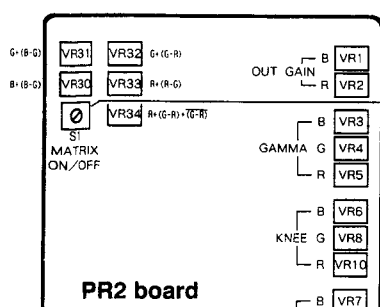 G+(B-G) VR31 VR32 G+(G-R)
B+(B-G) VR30 VR33 R+(R-G)
VR34 R+(G-R)+(G-R)
S1
MATRIX
ON/OFF
OUT GAIN
B VR1
R VR2
GAMMA
B VR3
G VR4
R VR5
KNEE
B VR6
G VR8
R VR10
B VR7
PR2 board